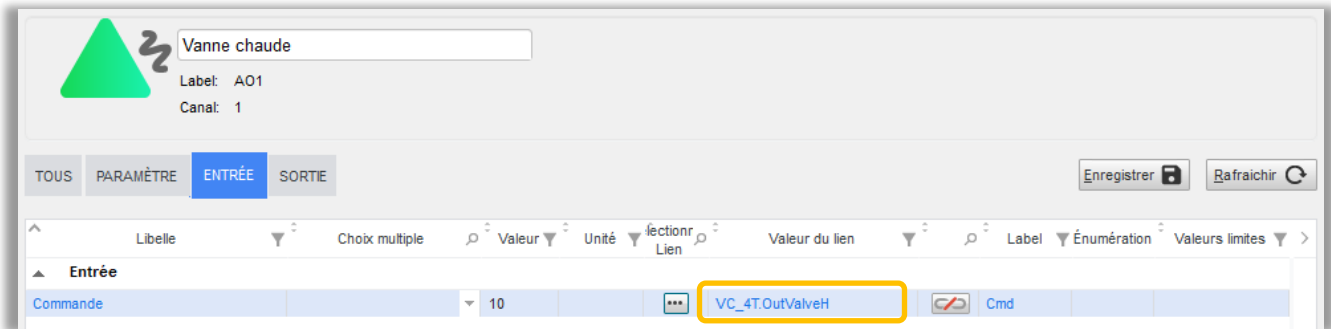 Vanne chaude
Label: AO1
Canal: 1
TOUS PARAMÈTRE ENTRÉE SORTIE Enregistrer Rafraichir
Libelle Choix multiple Valeur Unité Lien Valeur du lien Label Énumération Valeurs limites
Entrée
Commande 10 ... VC_4T.OutValveH Cmd